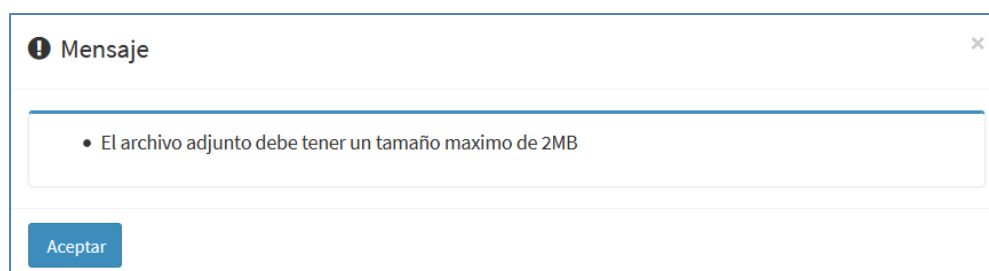 Mensaje
×
• El archivo adjunto debe tener un tamaño maximo de 2MB
Aceptar